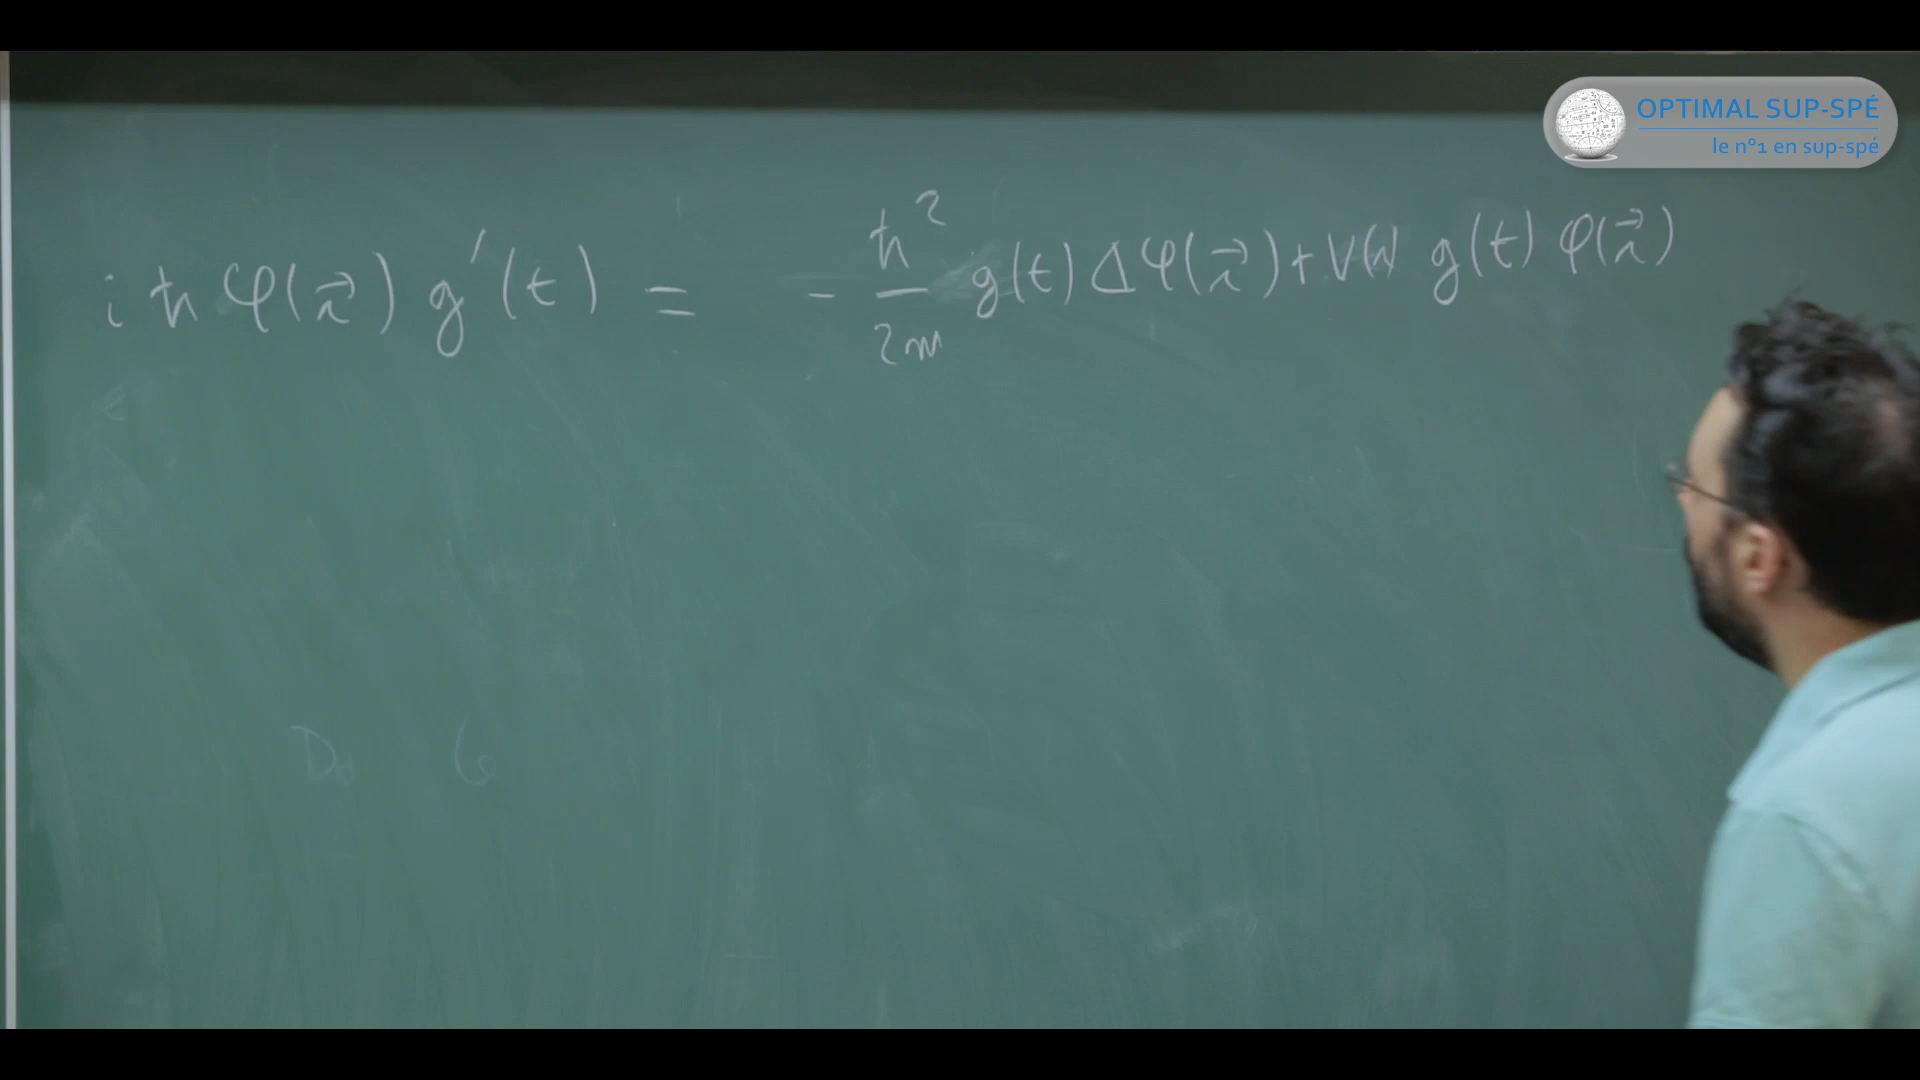 OPTIMAL SUP-SPÉ
le n°1 en sup-spé
iħ φ(r⃗) g'(t) = - ħ²/2m g(t) Δφ(r⃗) + V(r) g(t) φ(r⃗)